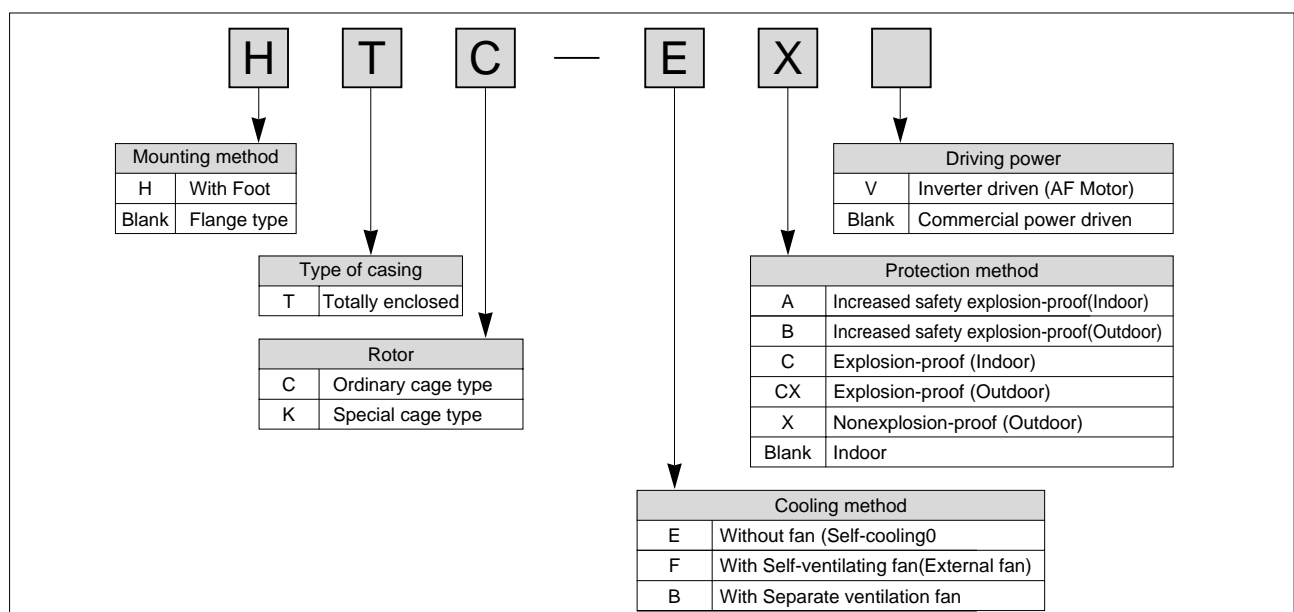 H T C — E X
Mounting method
H With Foot
Blank Flange type
Type of casing
T Totally enclosed
Rotor
C Ordinary cage type
K Special cage type
Driving power
V Inverter driven (AF Motor)
Blank Commercial power driven
Protection method
A Increased safety explosion-proof(Indoor)
B Increased safety explosion-proof(Outdoor)
C Explosion-proof (Indoor)
CX Explosion-proof (Outdoor)
X Nonexplosion-proof (Outdoor)
Blank Indoor
Cooling method
E Without fan (Self-cooling0
F With Self-ventilating fan(External fan)
B With Separate ventilation fan